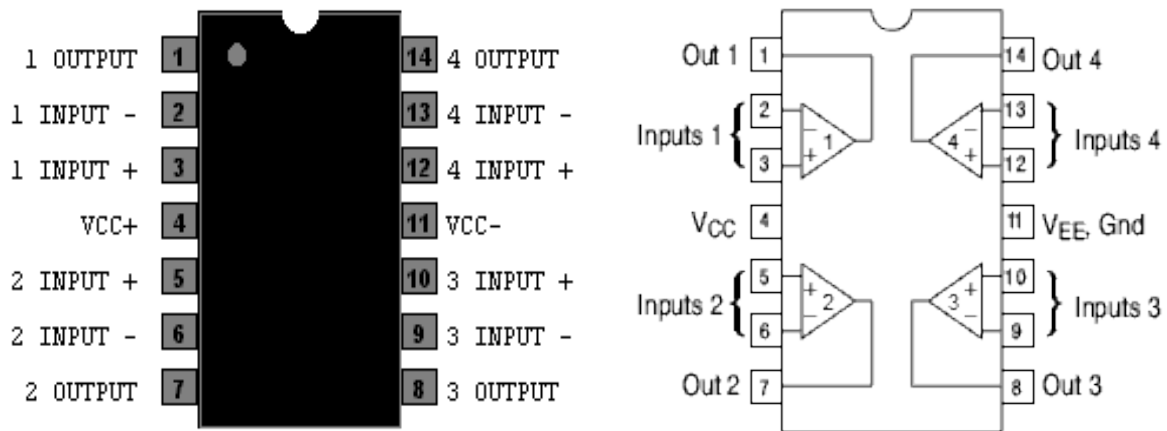 1 OUTPUT 1 14 4 OUTPUT
1 INPUT - 2 13 4 INPUT -
1 INPUT + 3 12 4 INPUT +
VCC+ 4 11 VCC-
2 INPUT + 5 10 3 INPUT +
2 INPUT - 6 9 3 INPUT -
2 OUTPUT 7 8 3 OUTPUT
Out 1 1 14 Out 4
2 13
Inputs 1 { - 1 - 4 } Inputs 4
3 + + 12
VCC 4 11 VEE, Gnd
5 + + 10
Inputs 2 { 2 3 } Inputs 3
6 - - 9
Out 2 7 8 Out 3